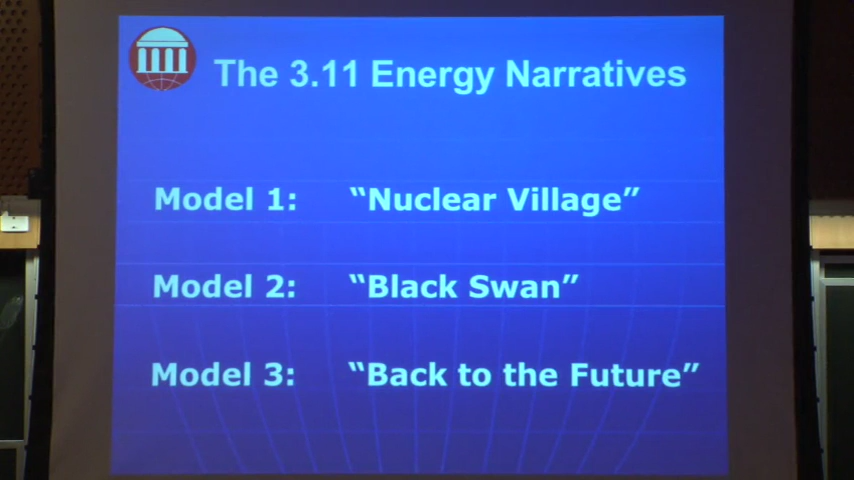 The 3.11 Energy Narratives
Model 1: “Nuclear Village”
Model 2: “Black Swan”
Model 3: “Back to the Future”